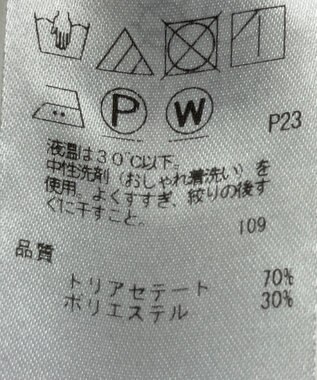 P W P23
液温は30℃以下。
中性洗剤(おしゃれ着洗い)を
使用、よくすすぎ、絞りの後す
ぐに干すこと。
109
品質
トリアセテート 70%
ポリエステル 30%